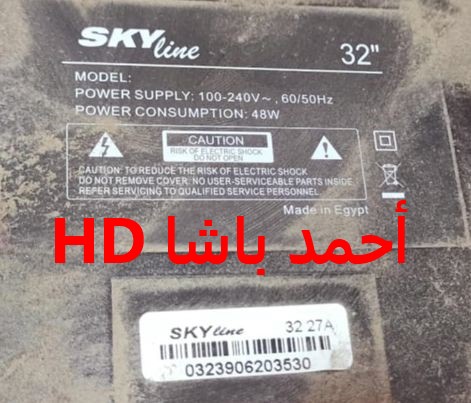 SKYline
32"
MODEL:
POWER SUPPLY: 100-240V~, 60/50Hz
POWER CONSUMPTION: 48W
CAUTION
RISK OF ELECTRIC SHOCK
DO NOT OPEN
CAUTION: TO REDUCE THE RISK OF ELECTRIC SHOCK
DO NOT REMOVE COVER. NO USER-SERVICEABLE PARTS INSIDE
REFER SERVICING TO QUALIFIED SERVICE PERSONNEL.
Made in Egypt
أحمد باشا HD
SKYline 32 27A
0323906203530